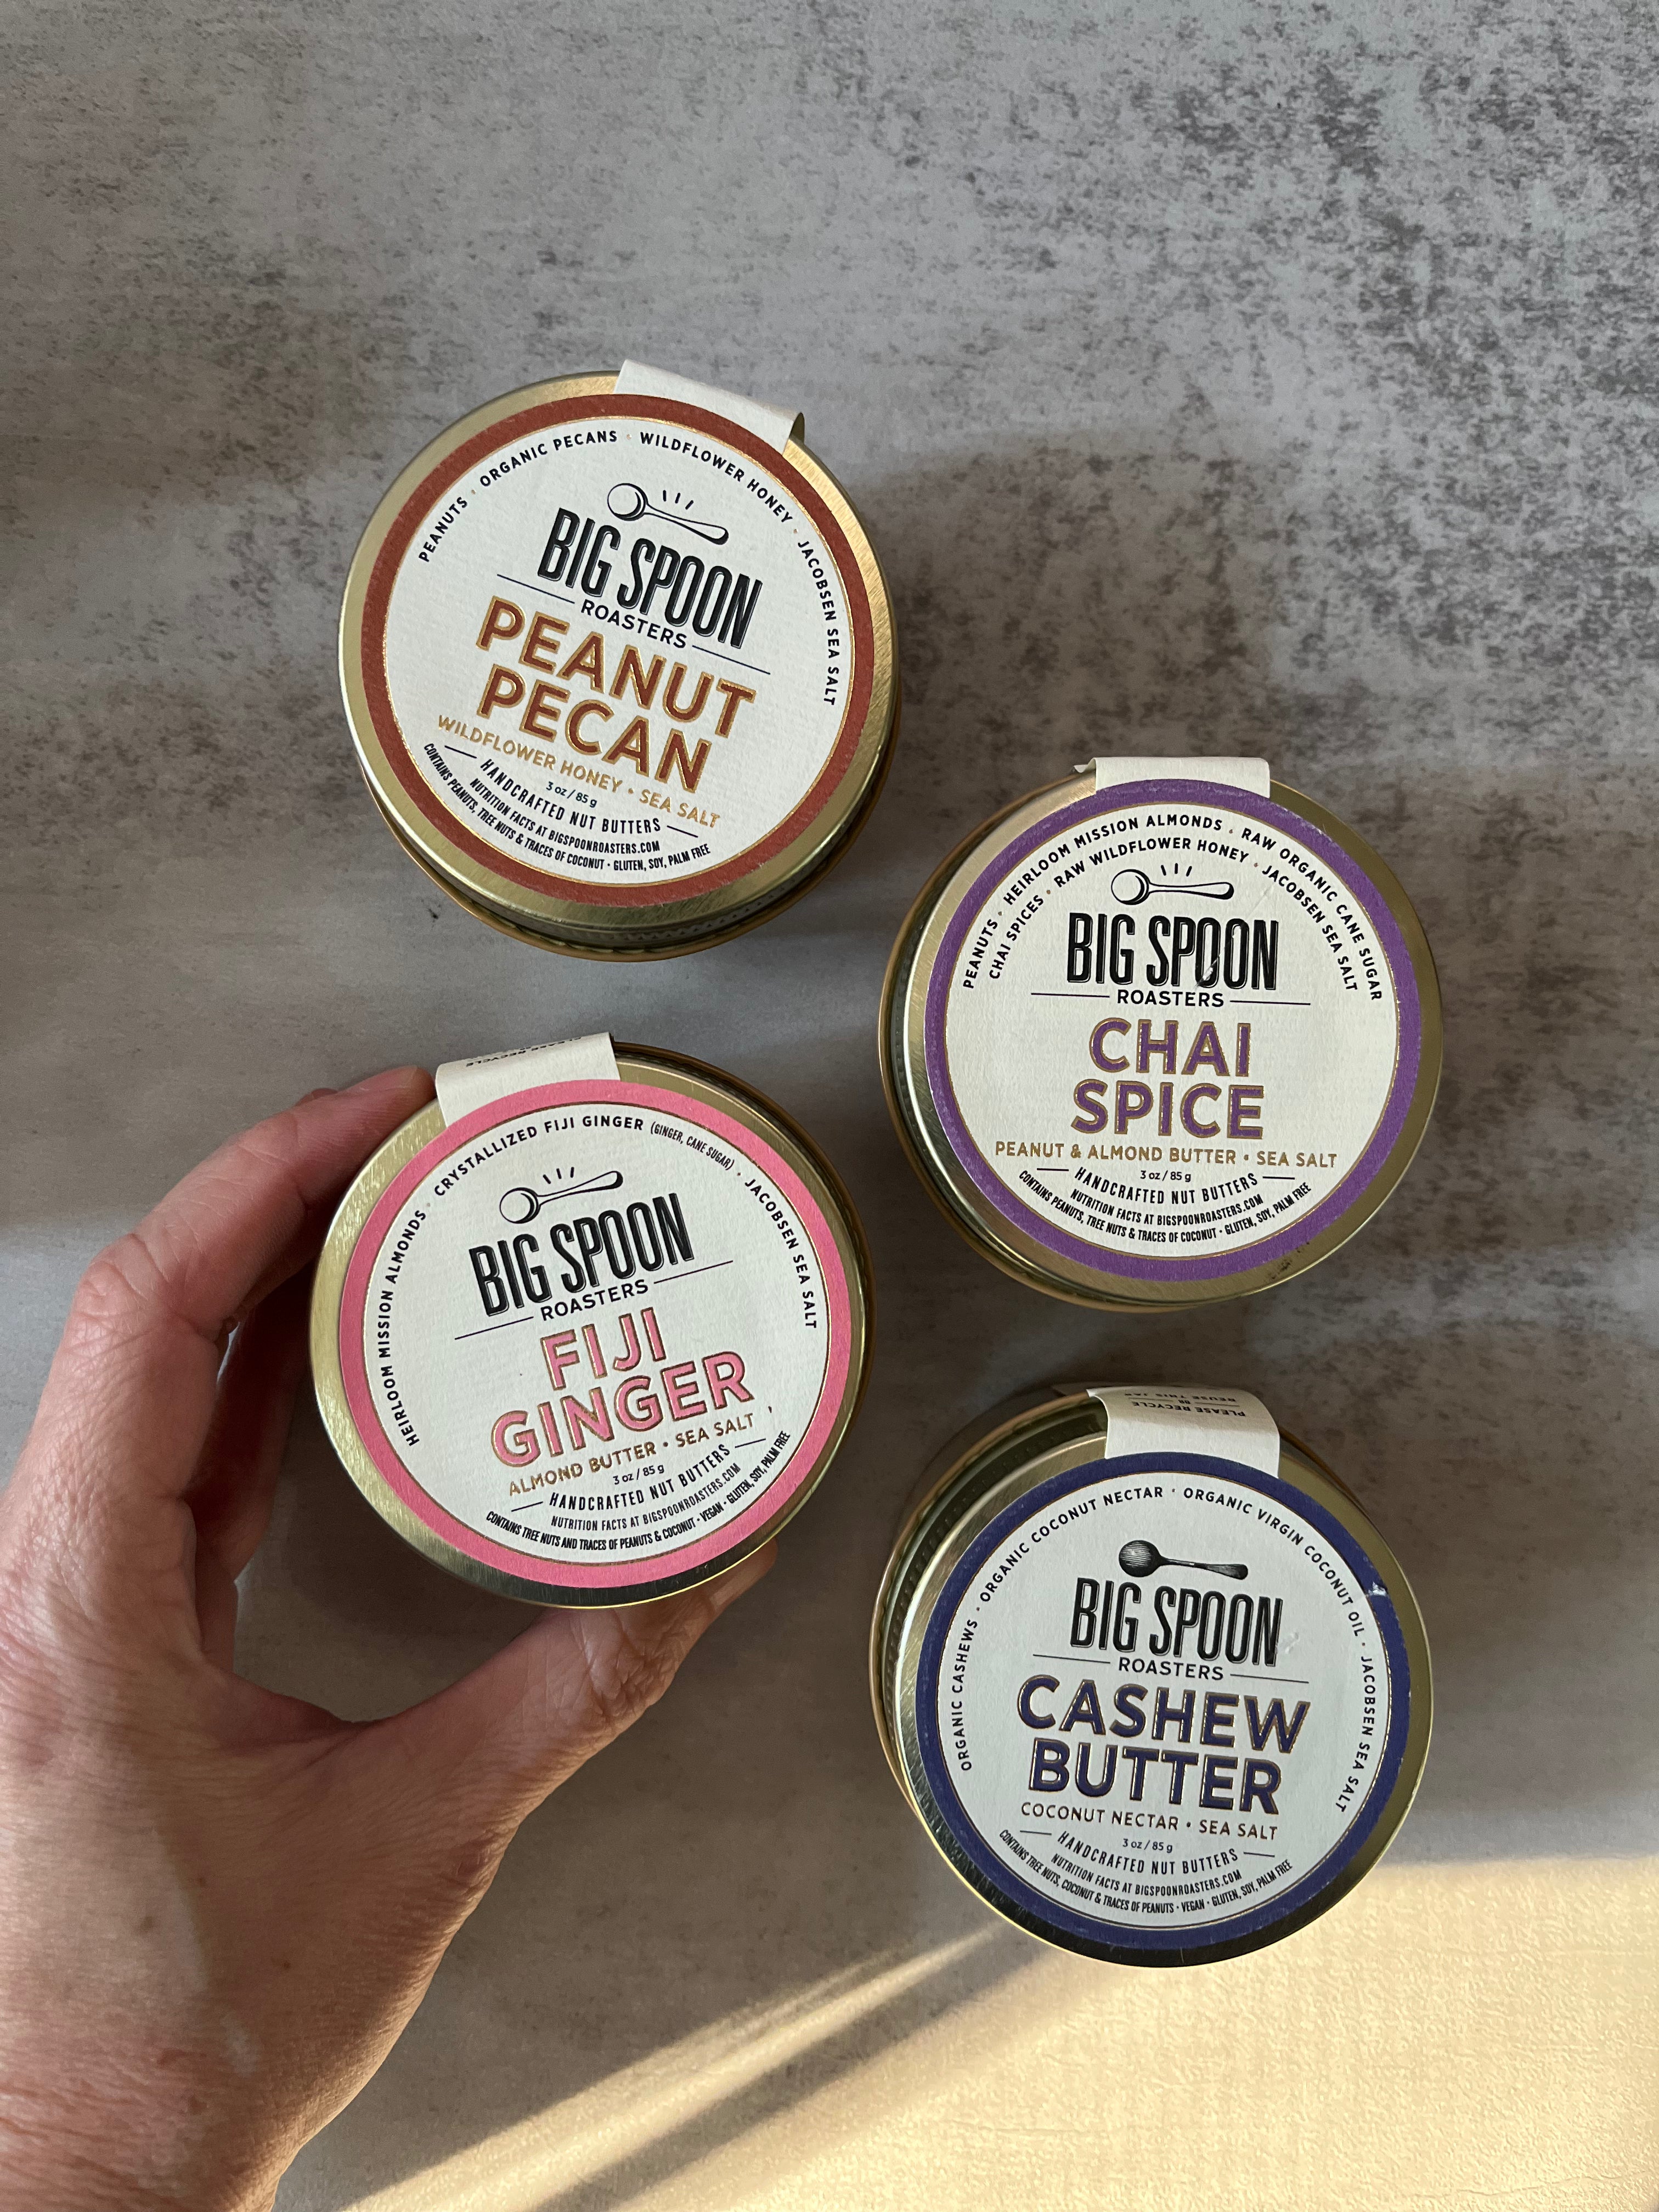 PEANUTS · ORGANIC PECANS · WILDFLOWER HONEY · JACOBSEN SEA SALT
BIG SPOON
ROASTERS
PEANUT
PECAN
WILDFLOWER HONEY • SEA SALT
3 oz / 85 g
HANDCRAFTED NUT BUTTERS
NUTRITION FACTS AT BIGSPOONROASTERS.COM
CONTAINS PEANUTS, TREE NUTS & TRACES OF COCONUT · GLUTEN, SOY, PALM FREE
PEANUTS · HEIRLOOM MISSION ALMONDS · RAW ORGANIC CANE SUGAR
CHAI SPICES · RAW WILDFLOWER HONEY · JACOBSEN SEA SALT
BIG SPOON
ROASTERS
CHAI
SPICE
PEANUT & ALMOND BUTTER • SEA SALT
3 oz / 85 g
HANDCRAFTED NUT BUTTERS
NUTRITION FACTS AT BIGSPOONROASTERS.COM
CONTAINS PEANUTS, TREE NUTS & TRACES OF COCONUT · GLUTEN, SOY, PALM FREE
PLEASE RECYCLE
HEIRLOOM MISSION ALMONDS · CRYSTALLIZED FIJI GINGER (GINGER, CANE SUGAR) · JACOBSEN SEA SALT
BIG SPOON
ROASTERS
FIJI
GINGER
ALMOND BUTTER • SEA SALT
3 oz / 85 g
HANDCRAFTED NUT BUTTERS
NUTRITION FACTS AT BIGSPOONROASTERS.COM
CONTAINS TREE NUTS AND TRACES OF PEANUTS & COCONUT · VEGAN · GLUTEN, SOY, PALM FREE
PLEASE RECYCLE
OR
REUSE THIS JAR
ORGANIC CASHEWS · ORGANIC COCONUT NECTAR · ORGANIC VIRGIN COCONUT OIL · JACOBSEN SEA SALT
BIG SPOON
ROASTERS
CASHEW
BUTTER
COCONUT NECTAR • SEA SALT
3 oz / 85 g
HANDCRAFTED NUT BUTTERS
NUTRITION FACTS AT BIGSPOONROASTERS.COM
CONTAINS TREE NUTS, COCONUT & TRACES OF PEANUTS · VEGAN · GLUTEN, SOY, PALM FREE